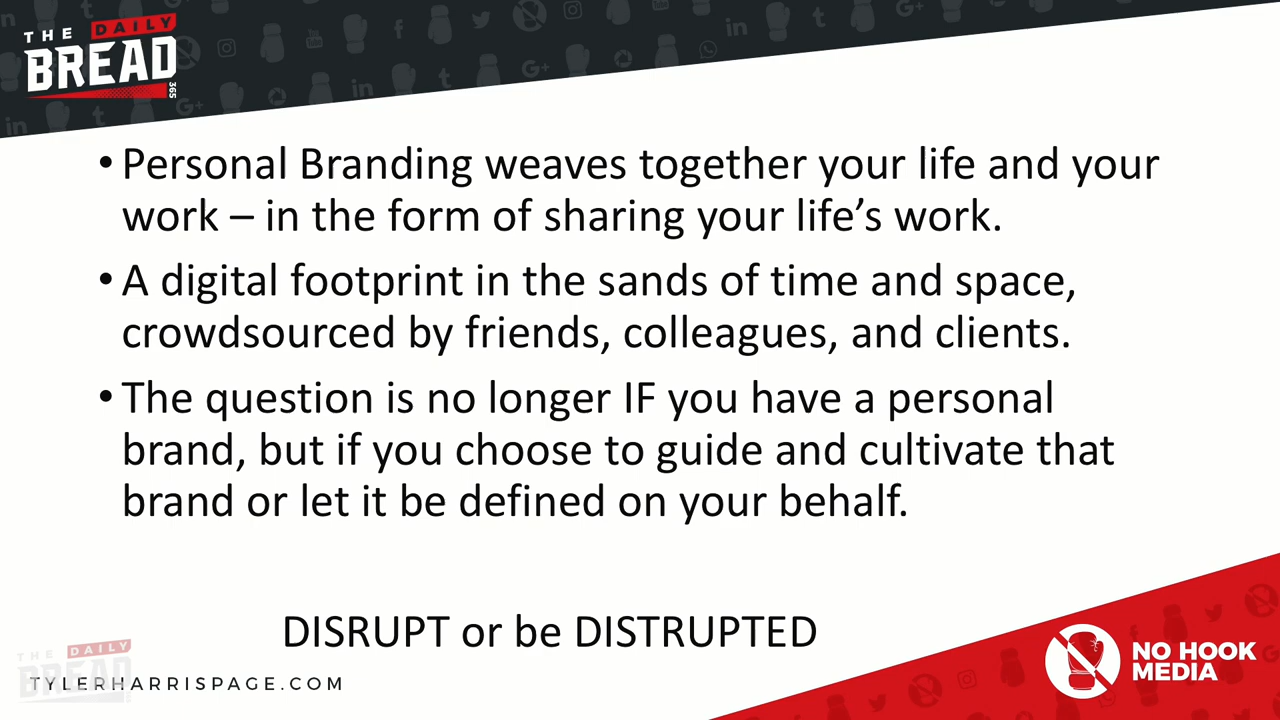 THE DAILY
BREAD
365
• Personal Branding weaves together your life and your
work – in the form of sharing your life’s work.
• A digital footprint in the sands of time and space,
crowdsourced by friends, colleagues, and clients.
• The question is no longer IF you have a personal
brand, but if you choose to guide and cultivate that
brand or let it be defined on your behalf.
DISRUPT or be DISTRUPTED
THE DAILY
BREAD
TYLERHARRISPAGE.COM
NO HOOK
MEDIA